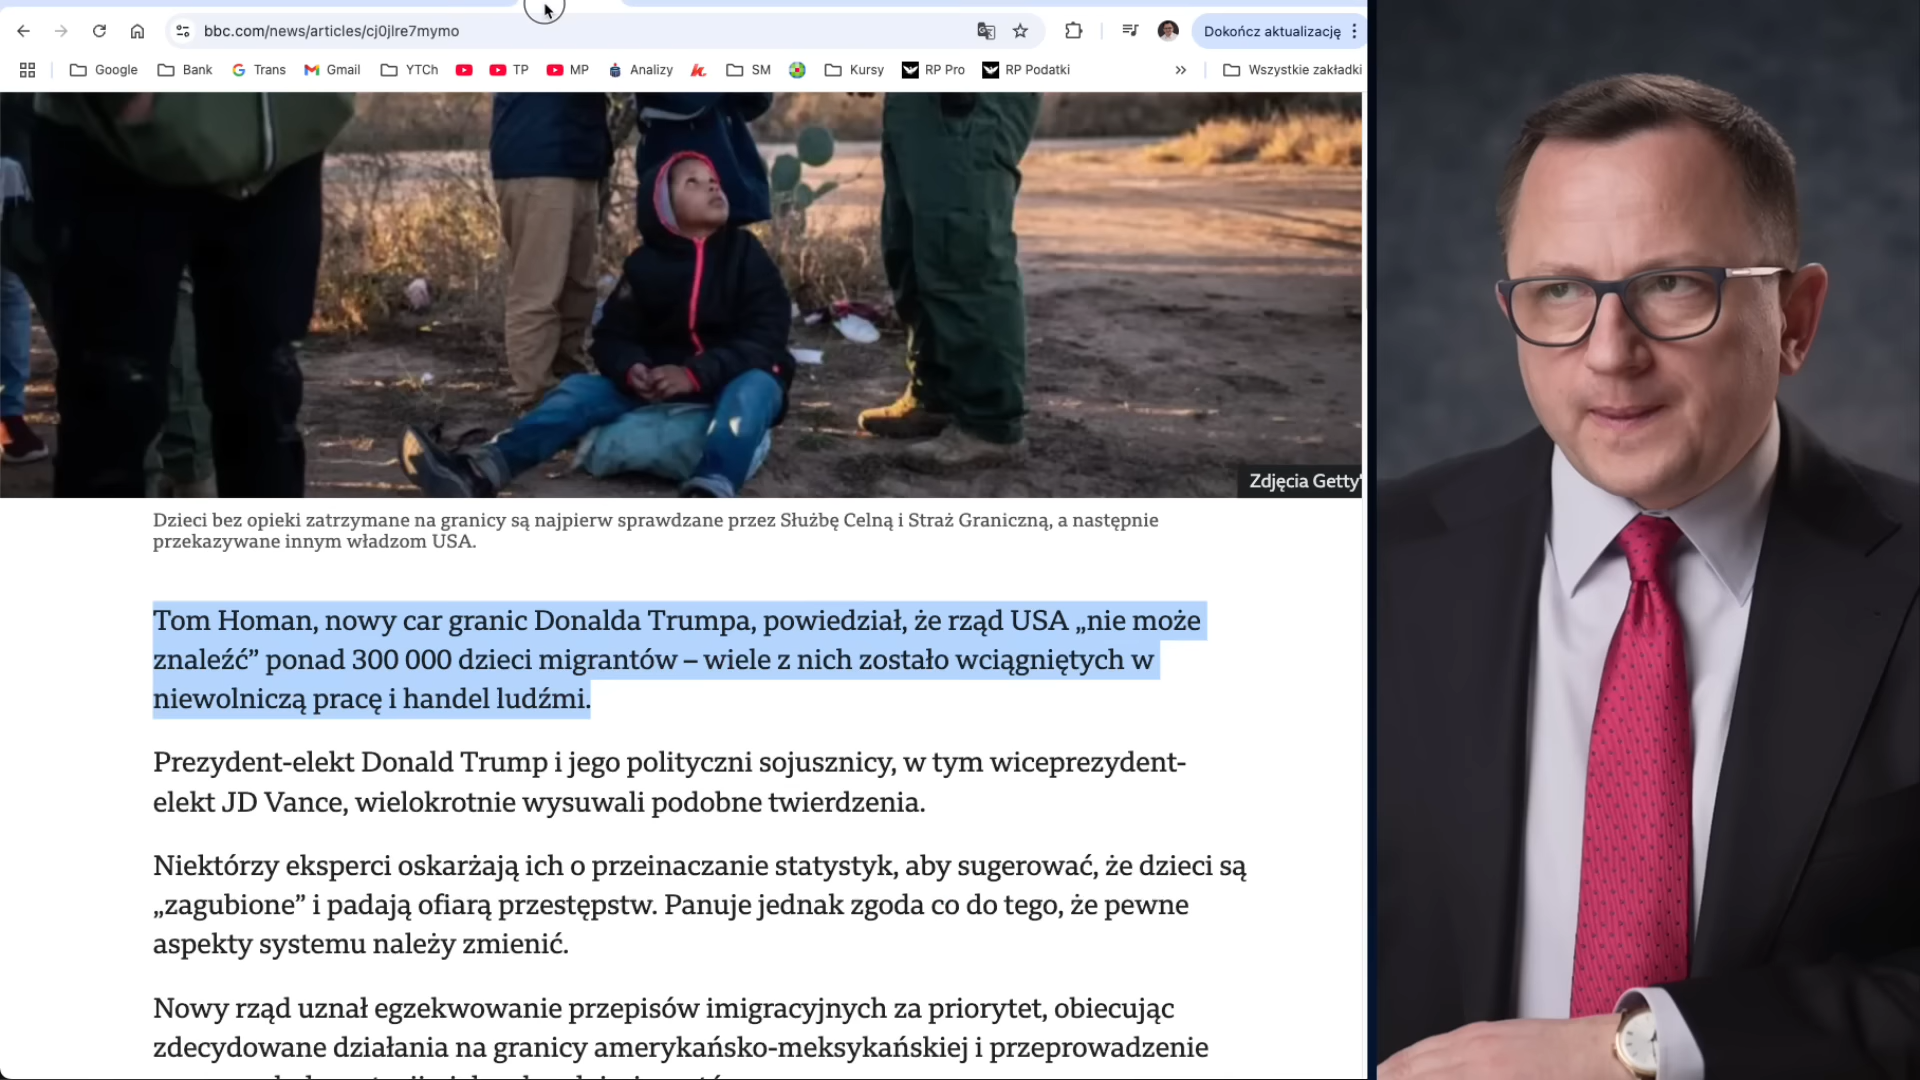 bbc.com/news/articles/cj0jlre7mymo
Dokończ aktualizację
Google Bank Trans Gmail YTCh TP MP Analizy SM Kursy RP Pro RP Podatki » Wszystkie zakładki
Zdjęcia Getty
Dzieci bez opieki zatrzymane na granicy są najpierw sprawdzane przez Służbę Celną i Straż Graniczną, a następnie
przekazywane innym władzom USA.
Tom Homan, nowy car granic Donalda Trumpa, powiedział, że rząd USA „nie może
znaleźć” ponad 300 000 dzieci migrantów – wiele z nich zostało wciągniętych w
niewolniczą pracę i handel ludźmi.
Prezydent-elekt Donald Trump i jego polityczni sojusznicy, w tym wiceprezydent-
elekt JD Vance, wielokrotnie wysuwali podobne twierdzenia.
Niektórzy eksperci oskarżają ich o przeinaczanie statystyk, aby sugerować, że dzieci są
„zagubione” i padają ofiarą przestępstw. Panuje jednak zgoda co do tego, że pewne
aspekty systemu należy zmienić.
Nowy rząd uznał egzekwowanie przepisów imigracyjnych za priorytet, obiecując
zdecydowane działania na granicy amerykańsko-meksykańskiej i przeprowadzenie